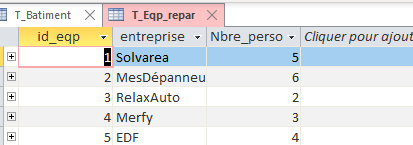 T_Batiment T_Eqp_repar
id_eqp entreprise Nbre_perso Cliquer pour ajout
1 Solvarea 5
2 MesDépanneu 6
3 RelaxAuto 2
4 Merfy 3
5 EDF 4